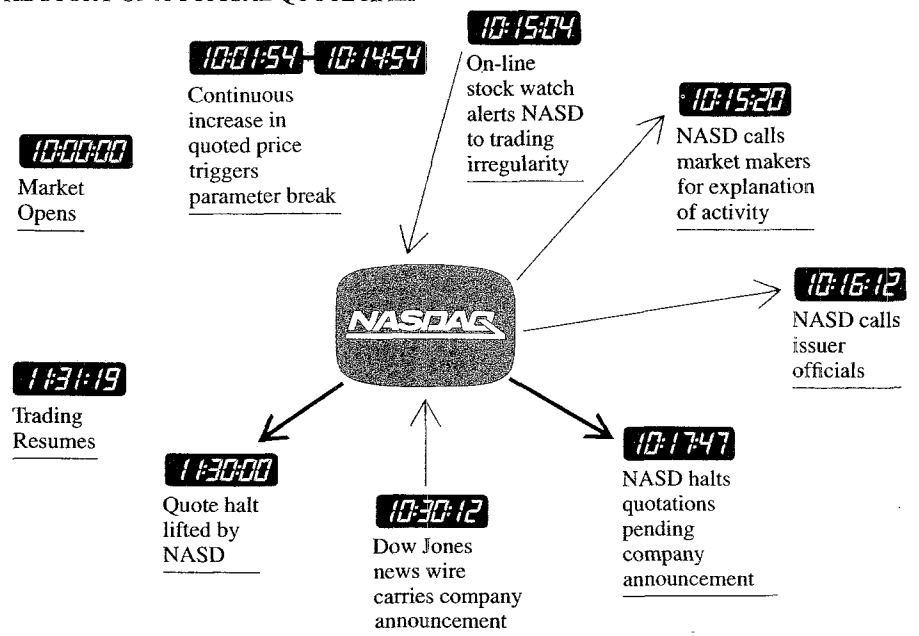 10:00:00
Market
Opens
10:01:54 – 10:14:54
Continuous
increase in
quoted price
triggers
parameter break
10:15:04
On-line
stock watch
alerts NASD
to trading
irregularity
10:15:20
NASD calls
market makers
for explanation
of activity
10:16:12
NASD calls
issuer
officials
NASDAQ
10:17:47
NASD halts
quotations
pending
company
announcement
10:30:12
Dow Jones
news wire
carries company
announcement
11:30:00
Quote halt
lifted by
NASD
11:31:19
Trading
Resumes